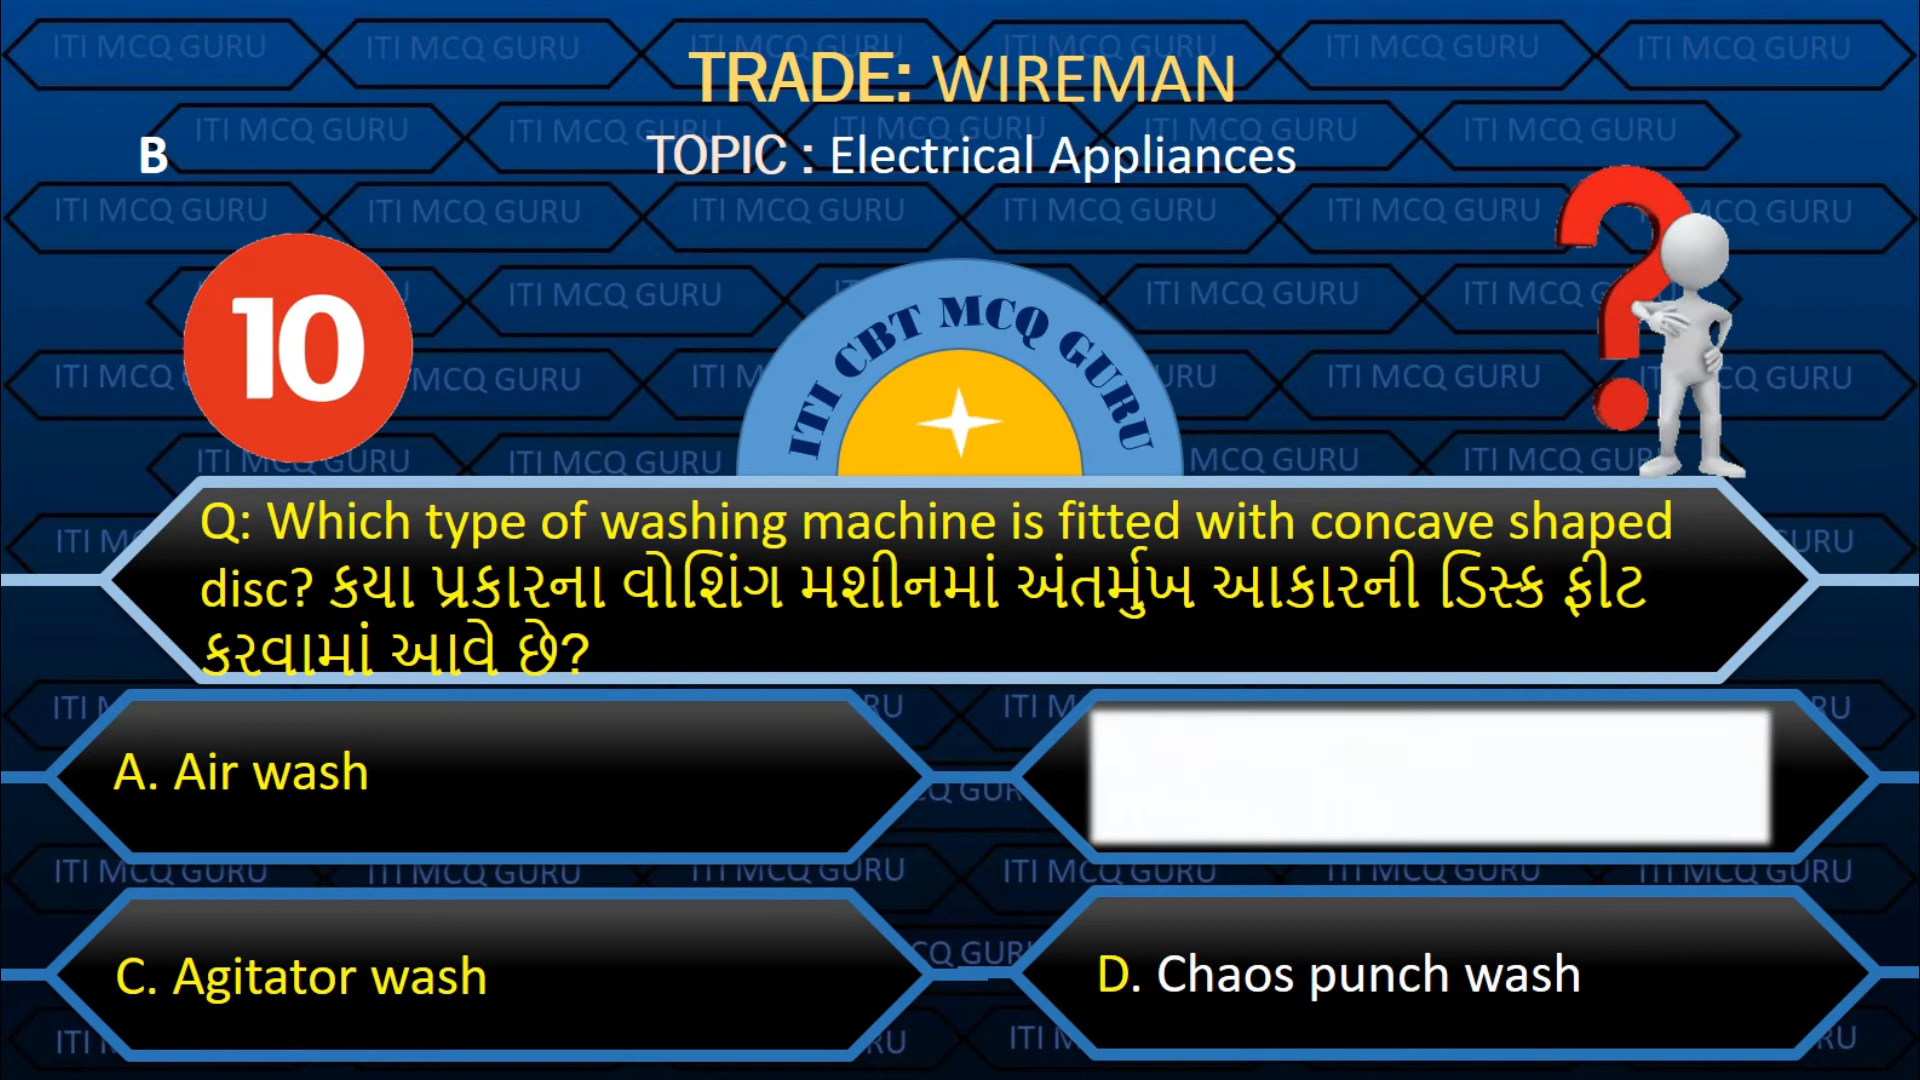 TRADE: WIREMAN
B
TOPIC : Electrical Appliances
10
ITI CBT MCQ GURU
Q: Which type of washing machine is fitted with concave shaped
disc? કયા પ્રકારના વોશિંગ મશીનમાં અંતર્મુખ આકારની ડિસ્ક ફીટ
કરવામાં આવે છે?
A. Air wash
C. Agitator wash
D. Chaos punch wash
ITI MCQ GURU